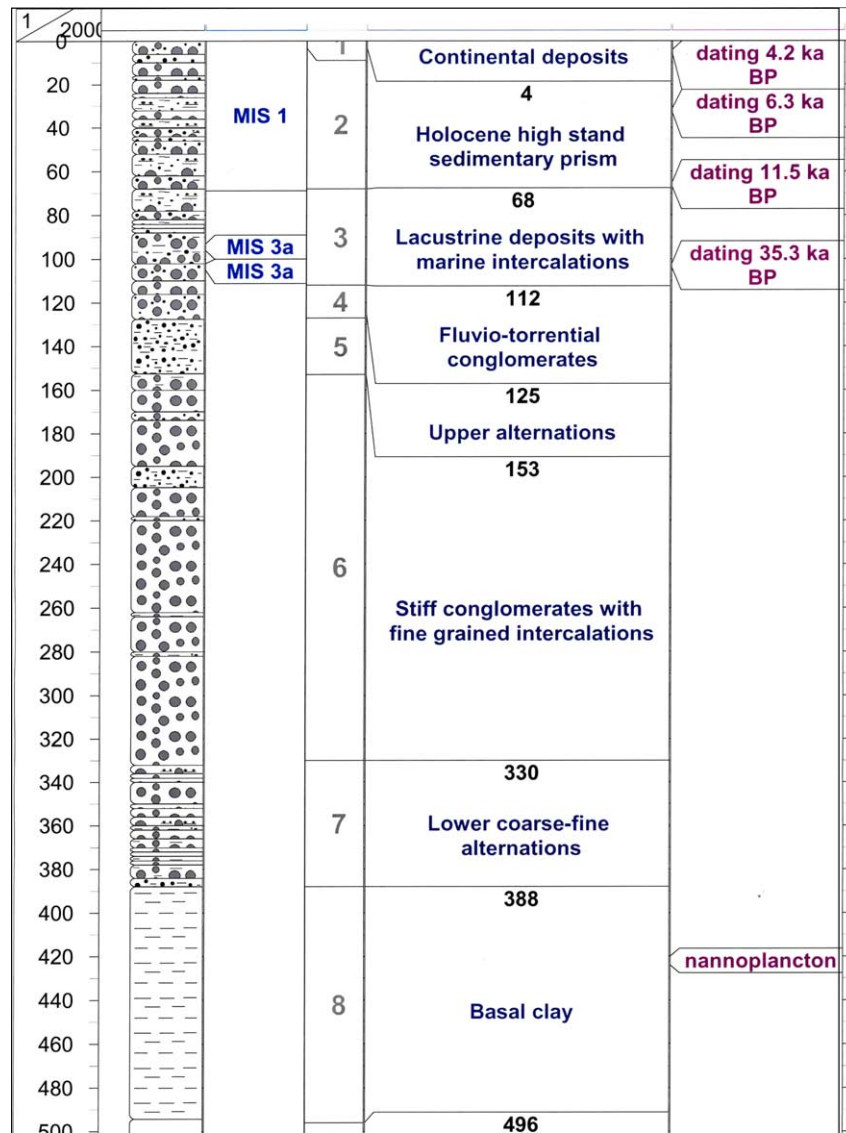 1
2000
0
20
40
60
80
100
120
140
160
180
200
220
240
260
280
300
320
340
360
380
400
420
440
460
480
500
MIS 1
MIS 3a
MIS 3a
1
2
3
4
5
6
7
8
Continental deposits
4
Holocene high stand
sedimentary prism
68
Lacustrine deposits with
marine intercalations
112
Fluvio-torrential
conglomerates
125
Upper alternations
153
Stiff conglomerates with
fine grained intercalations
330
Lower coarse-fine
alternations
388
Basal clay
496
dating 4.2 ka
BP
dating 6.3 ka
BP
dating 11.5 ka
BP
dating 35.3 ka
BP
nannoplancton